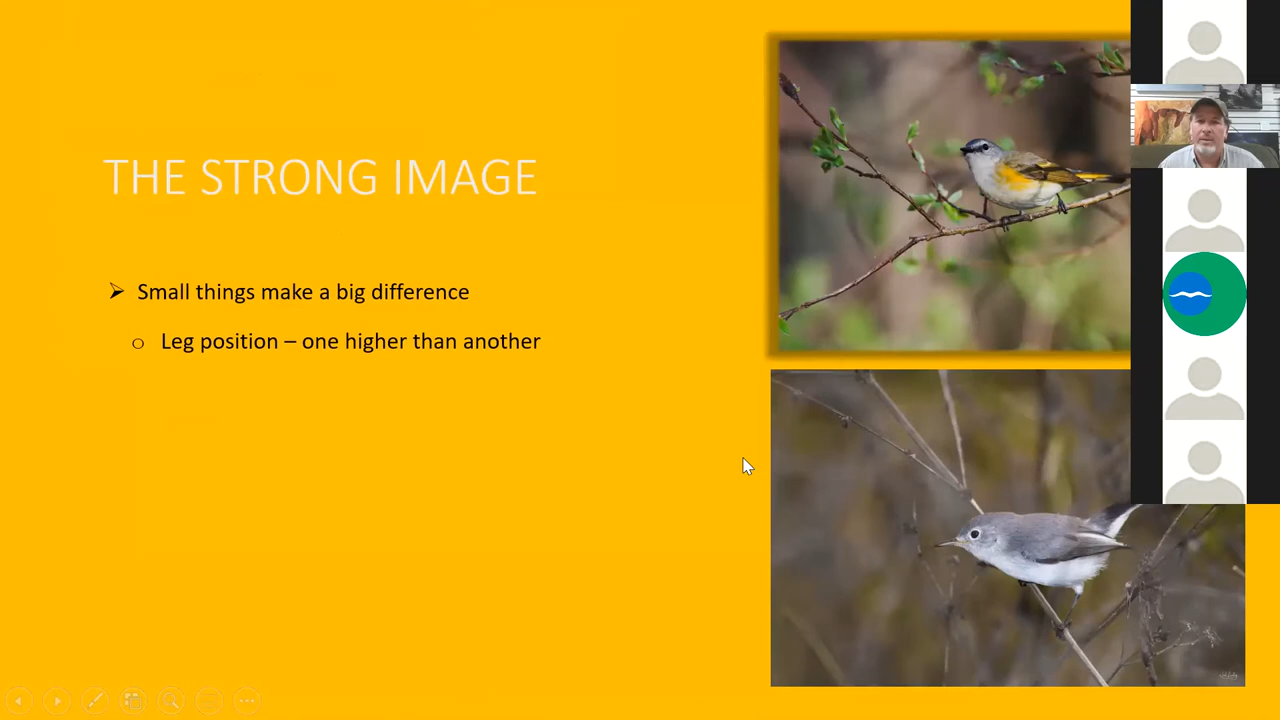 THE STRONG IMAGE
Small things make a big difference
Leg position – one higher than another